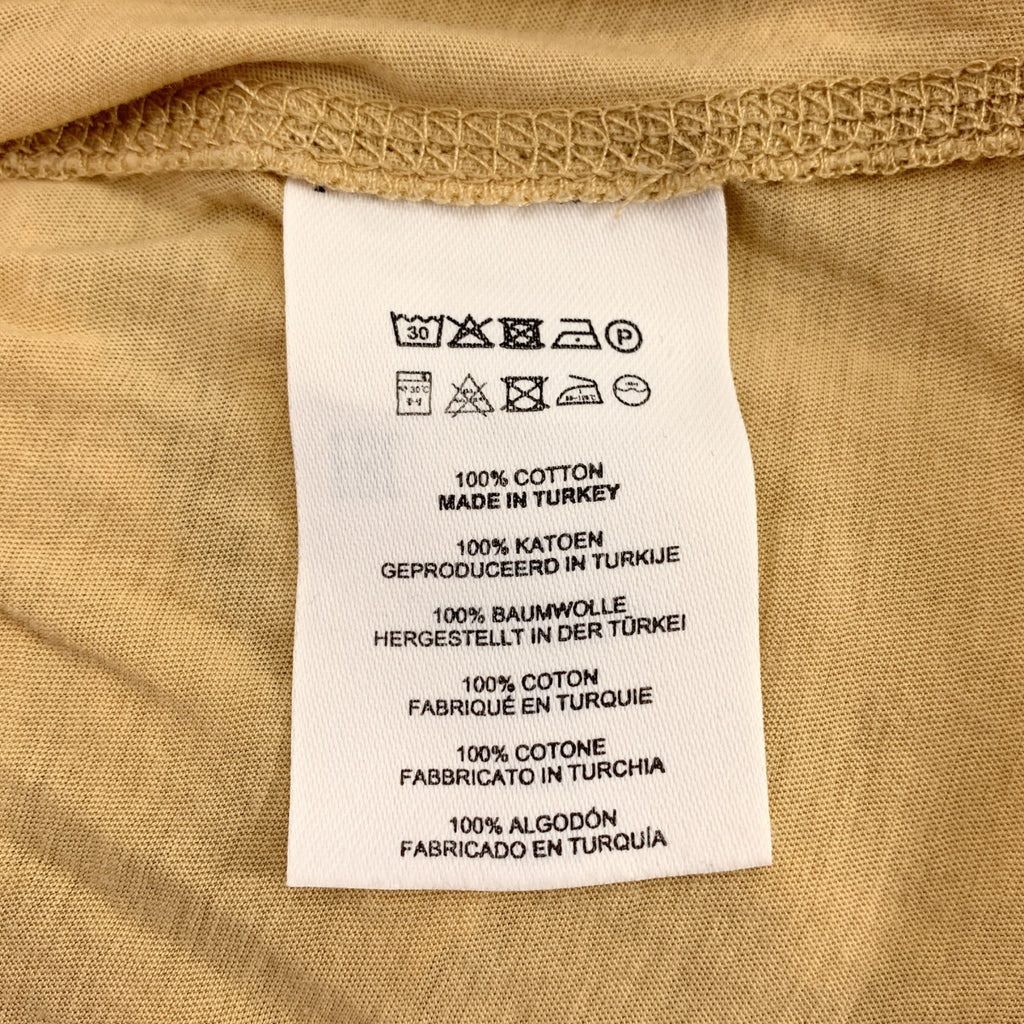 30
P
30°C
100% COTTON
MADE IN TURKEY
100% KATOEN
GEPRODUCEERD IN TURKIJE
100% BAUMWOLLE
HERGESTELLT IN DER TÜRKEI
100% COTON
FABRIQUÉ EN TURQUIE
100% COTONE
FABBRICATO IN TURCHIA
100% ALGODÓN
FABRICADO EN TURQUÍA